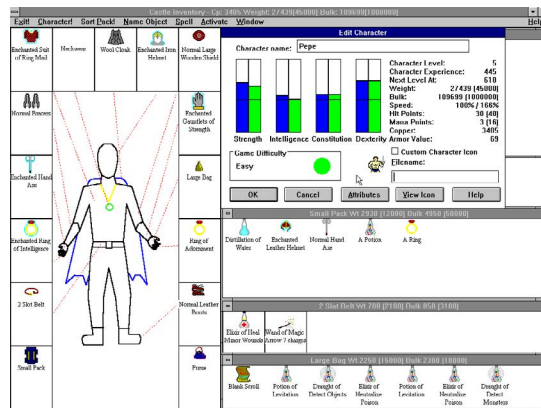 Castle Inventory - Cp: 3405 Weight: 27439[45000] Bulk: 109699[1000000]
Exit! Character! Sort Pack! Name Object Spell Activate Window Help
Enchanted Suit
of Ring Mail
Neckwear
Wool Cloak
Enchanted Iron
Helmet
Normal Large
Wooden Shield
Normal Bracers
Enchanted
Gauntlets of
Strength
Enchanted Hand
Axe
Large Bag
Enchanted Ring
of Intelligence
Ring of
Adornment
2 Slot Belt
Normal Leather
Boots
Small Pack
Purse
Edit Character
Character name: Pepe
Character Level: 5
Character Experience: 445
Next Level At: 610
Weight: 27439 [45000]
Bulk: 109699 [1000000]
Speed: 100% / 166%
Hit Points: 30 [40]
Mana Points: 3 [16]
Copper: 3405
Armor Value: 69
Strength Intelligence Constitution Dexterity
Game Difficulty
Easy
Custom Character Icon
Filename:
OK Cancel Attributes View Icon Help
Small Pack Wt 2930 [12000] Bulk 4950 [50000]
Distillation of
Water
Enchanted
Leather Helmet
Normal Hand
Axe
A Potion
A Ring
2 Slot Belt Wt 700 [2100] Bulk 850 [3100]
Elixir of Heal
Minor Wounds
Wand of Magic
Arrow 7 charges
Large Bag Wt 2250 [15000] Bulk 2300 [18000]
Blank Scroll
Potion of
Levitation
Draught of
Detect Objects
Elixir of
Neutralize
Poison
Potion of
Levitation
Elixir of
Neutralize
Poison
Draught of
Detect
Monsters